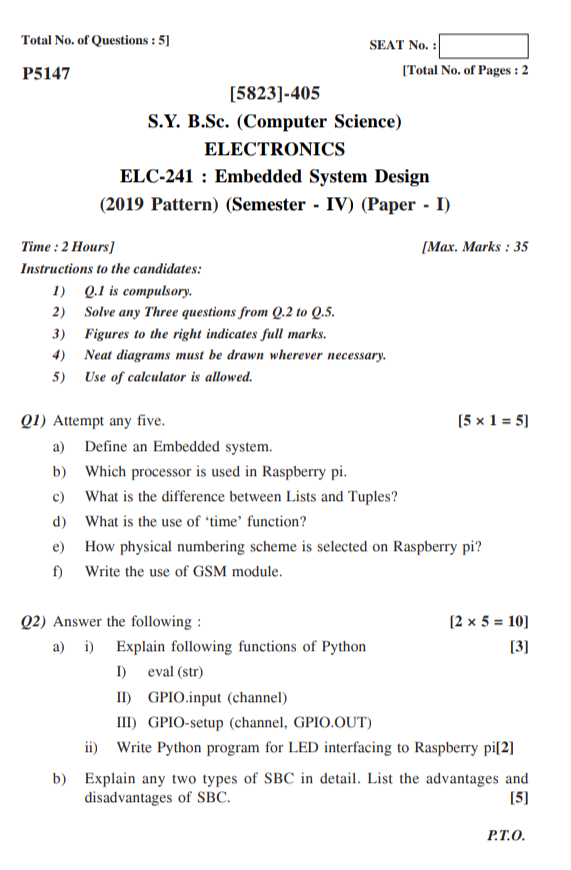 Total No. of Questions : 5]
SEAT No. :
P5147
[Total No. of Pages : 2
[5823]-405
S.Y. B.Sc. (Computer Science)
ELECTRONICS
ELC-241 : Embedded System Design
(2019 Pattern) (Semester - IV) (Paper - I)
Time : 2 Hours]
[Max. Marks : 35
Instructions to the candidates:
1) Q.1 is compulsory.
2) Solve any Three questions from Q.2 to Q.5.
3) Figures to the right indicates full marks.
4) Neat diagrams must be drawn wherever necessary.
5) Use of calculator is allowed.
Q1) Attempt any five. [5 × 1 = 5]
a) Define an Embedded system.
b) Which processor is used in Raspberry pi.
c) What is the difference between Lists and Tuples?
d) What is the use of ‘time’ function?
e) How physical numbering scheme is selected on Raspberry pi?
f) Write the use of GSM module.
Q2) Answer the following : [2 × 5 = 10]
a) i) Explain following functions of Python [3]
I) eval (str)
II) GPIO.input (channel)
III) GPIO-setup (channel, GPIO.OUT)
ii) Write Python program for LED interfacing to Raspberry pi[2]
b) Explain any two types of SBC in detail. List the advantages and
disadvantages of SBC. [5]
P.T.O.